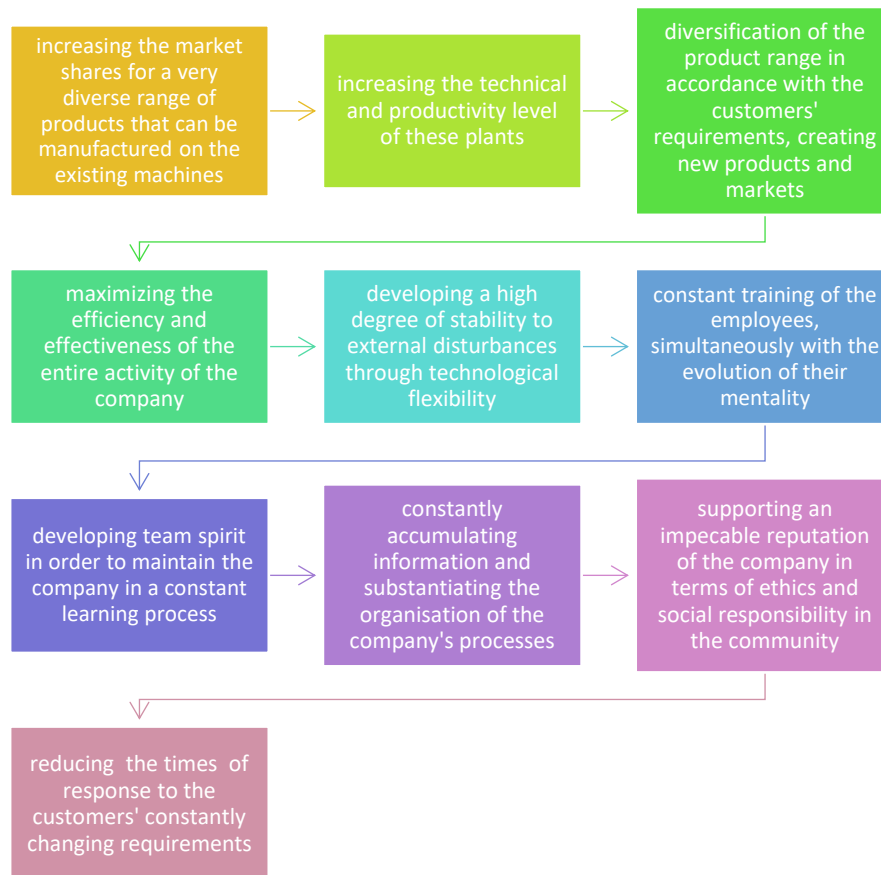 increasing the market
shares for a very
diverse range of
products that can be
manufactured on the
existing machines
increasing the technical
and productivity level
of these plants
diversification of the
product range in
accordance with the
customers'
requirements, creating
new products and
markets
maximizing the
efficiency and
effectiveness of the
entire activity of the
company
developing a high
degree of stability to
external disturbances
through technological
flexibility
constant training of the
employees,
simultaneously with the
evolution of their
mentality
developing team spirit
in order to maintain the
company in a constant
learning process
constantly
accumulating
information and
substantiating the
organisation of the
company's processes
supporting an
impecable reputation
of the company in
terms of ethics and
social responsibility in
the community
reducing the times of
response to the
customers' constantly
changing requirements